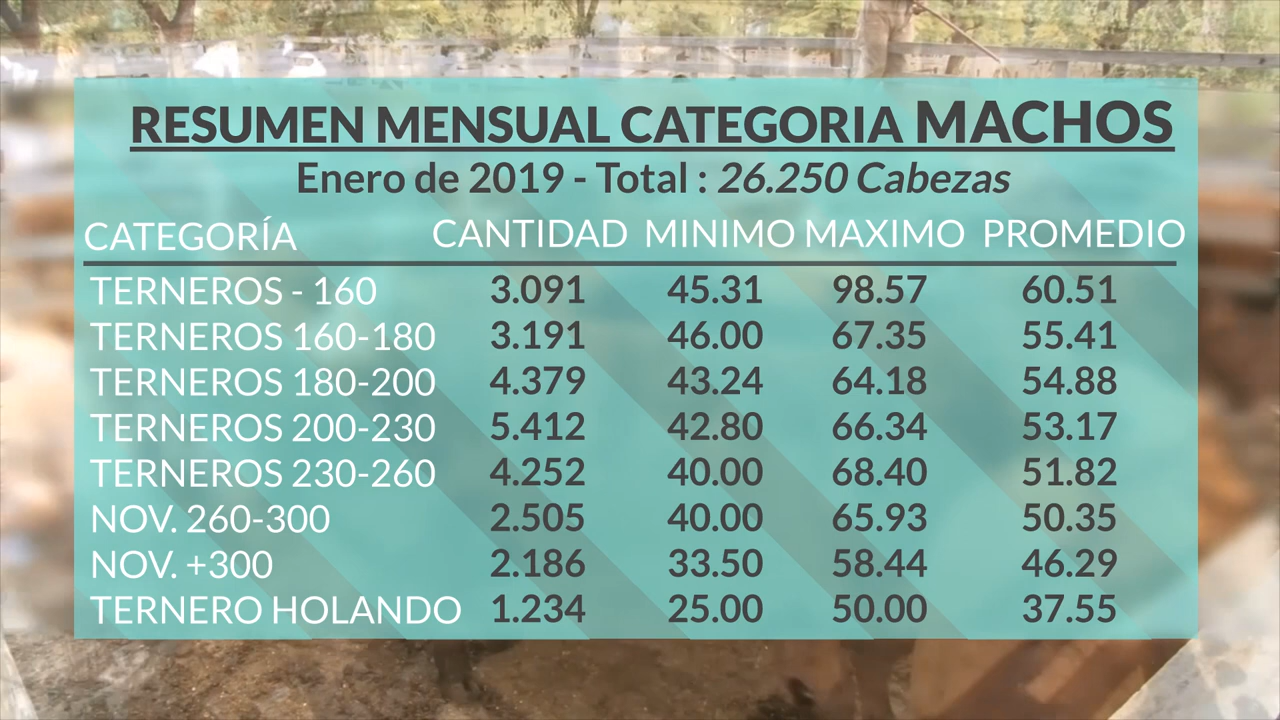 RESUMEN MENSUAL CATEGORIA MACHOS
Enero de 2019 - Total : 26.250 Cabezas
CATEGORÍA CANTIDAD MINIMO MAXIMO PROMEDIO
TERNEROS - 160 3.091 45.31 98.57 60.51
TERNEROS 160-180 3.191 46.00 67.35 55.41
TERNEROS 180-200 4.379 43.24 64.18 54.88
TERNEROS 200-230 5.412 42.80 66.34 53.17
TERNEROS 230-260 4.252 40.00 68.40 51.82
NOV. 260-300 2.505 40.00 65.93 50.35
NOV. +300 2.186 33.50 58.44 46.29
TERNERO HOLANDO 1.234 25.00 50.00 37.55